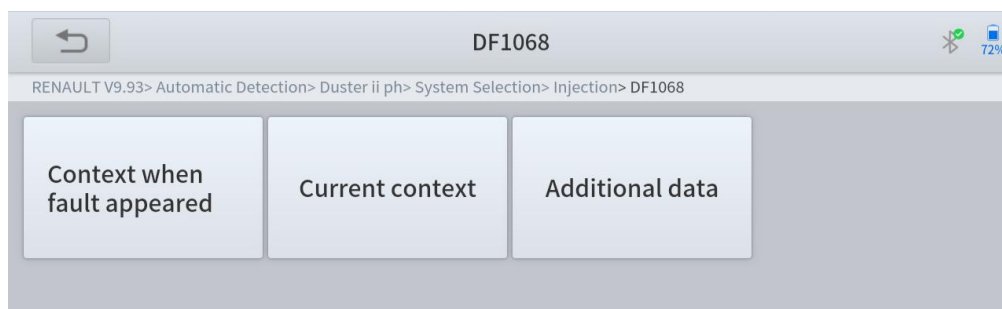 DF1068
72%
RENAULT V9.93> Automatic Detection> Duster ii ph> System Selection> Injection> DF1068
Context when
fault appeared
Current context
Additional data